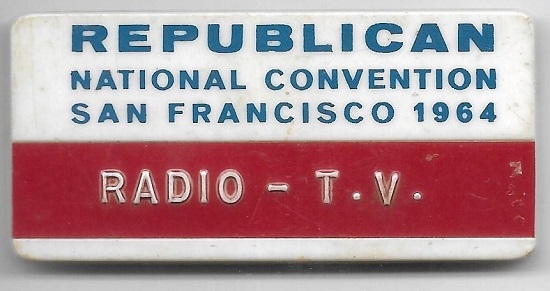 REPUBLICAN
NATIONAL CONVENTION
SAN FRANCISCO 1964
RADIO - T.V.